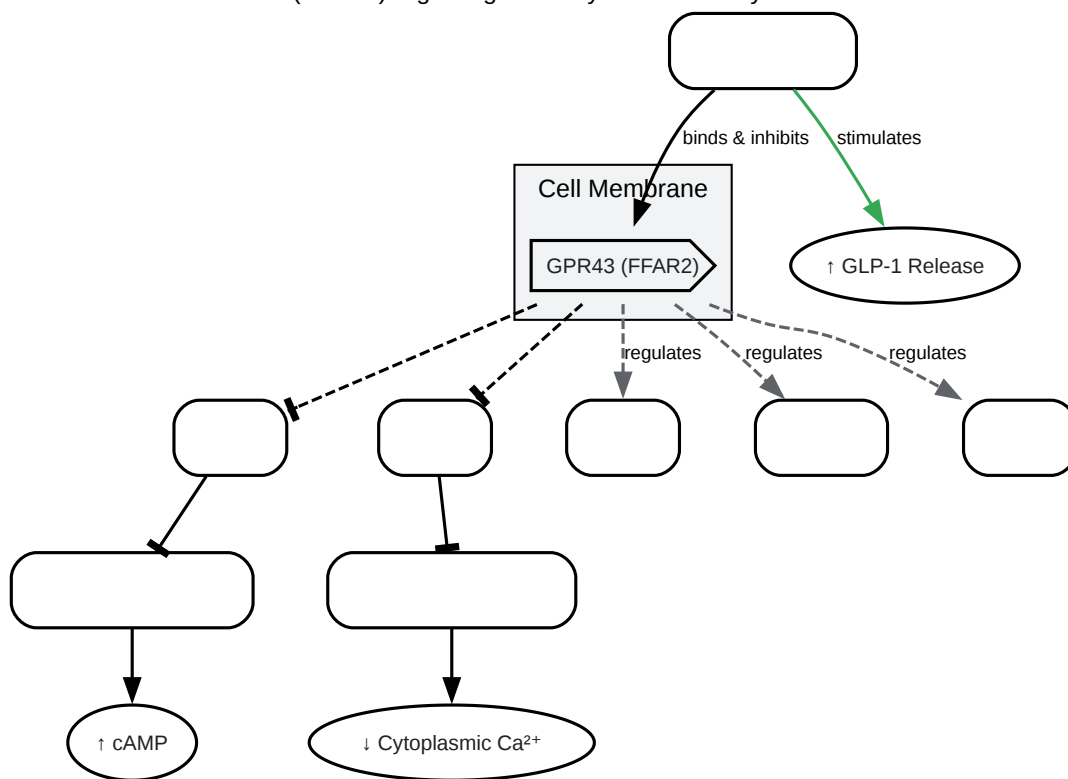 binds & inhibits
stimulates
Cell Membrane
GPR43 (FFAR2)
↑ GLP-1 Release
regulates
regulates
regulates
↑ cAMP
↓ Cytoplasmic Ca²⁺